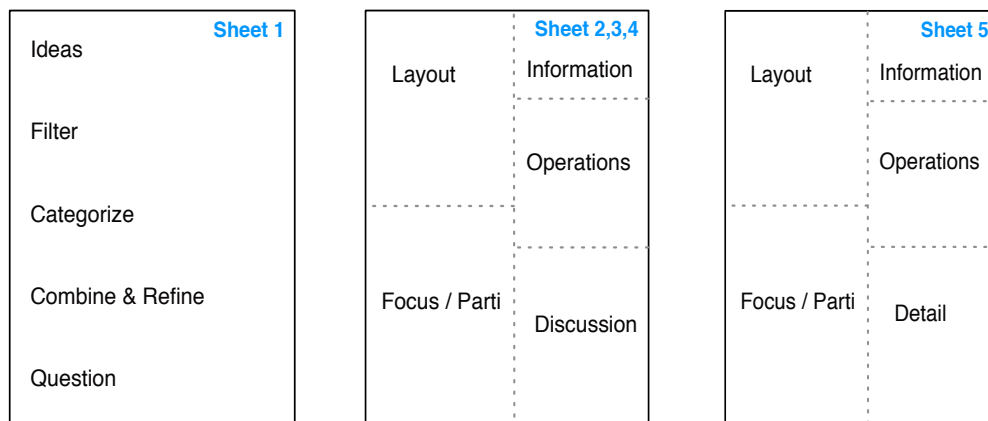 Sheet 1
Ideas
Filter
Categorize
Combine & Refine
Question
Sheet 2,3,4
Layout
Information
Operations
Focus / Parti
Discussion
Sheet 5
Layout
Information
Operations
Focus / Parti
Detail